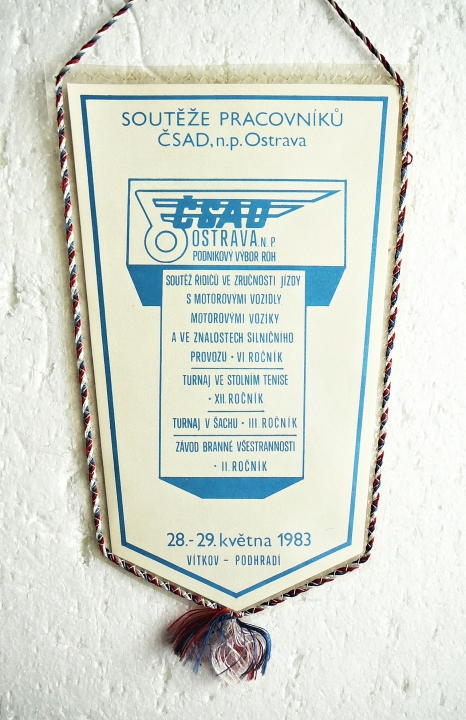 SOUTĚŽE PRACOVNÍKŮ
ČSAD, n.p. Ostrava
ČSAD
OSTRAVA N.P.
PODNIKOVÝ VÝBOR ROH
SOUTĚŽ ŘIDIČŮ VE ZRUČNOSTI JÍZDY
S MOTOROVÝMI VOZIDLY
MOTOROVÝMI VOZÍKY
A VE ZNALOSTECH SILNIČNÍHO
PROVOZU • VI ROČNÍK
TURNAJ VE STOLNÍM TENISE
• XII. ROČNÍK
TURNAJ V ŠACHU • III ROČNÍK
ZÁVOD BRANNÉ VŠESTRANNOSTI
• II. ROČNÍK
28.-29. května 1983
VÍTKOV - PODHRADÍ